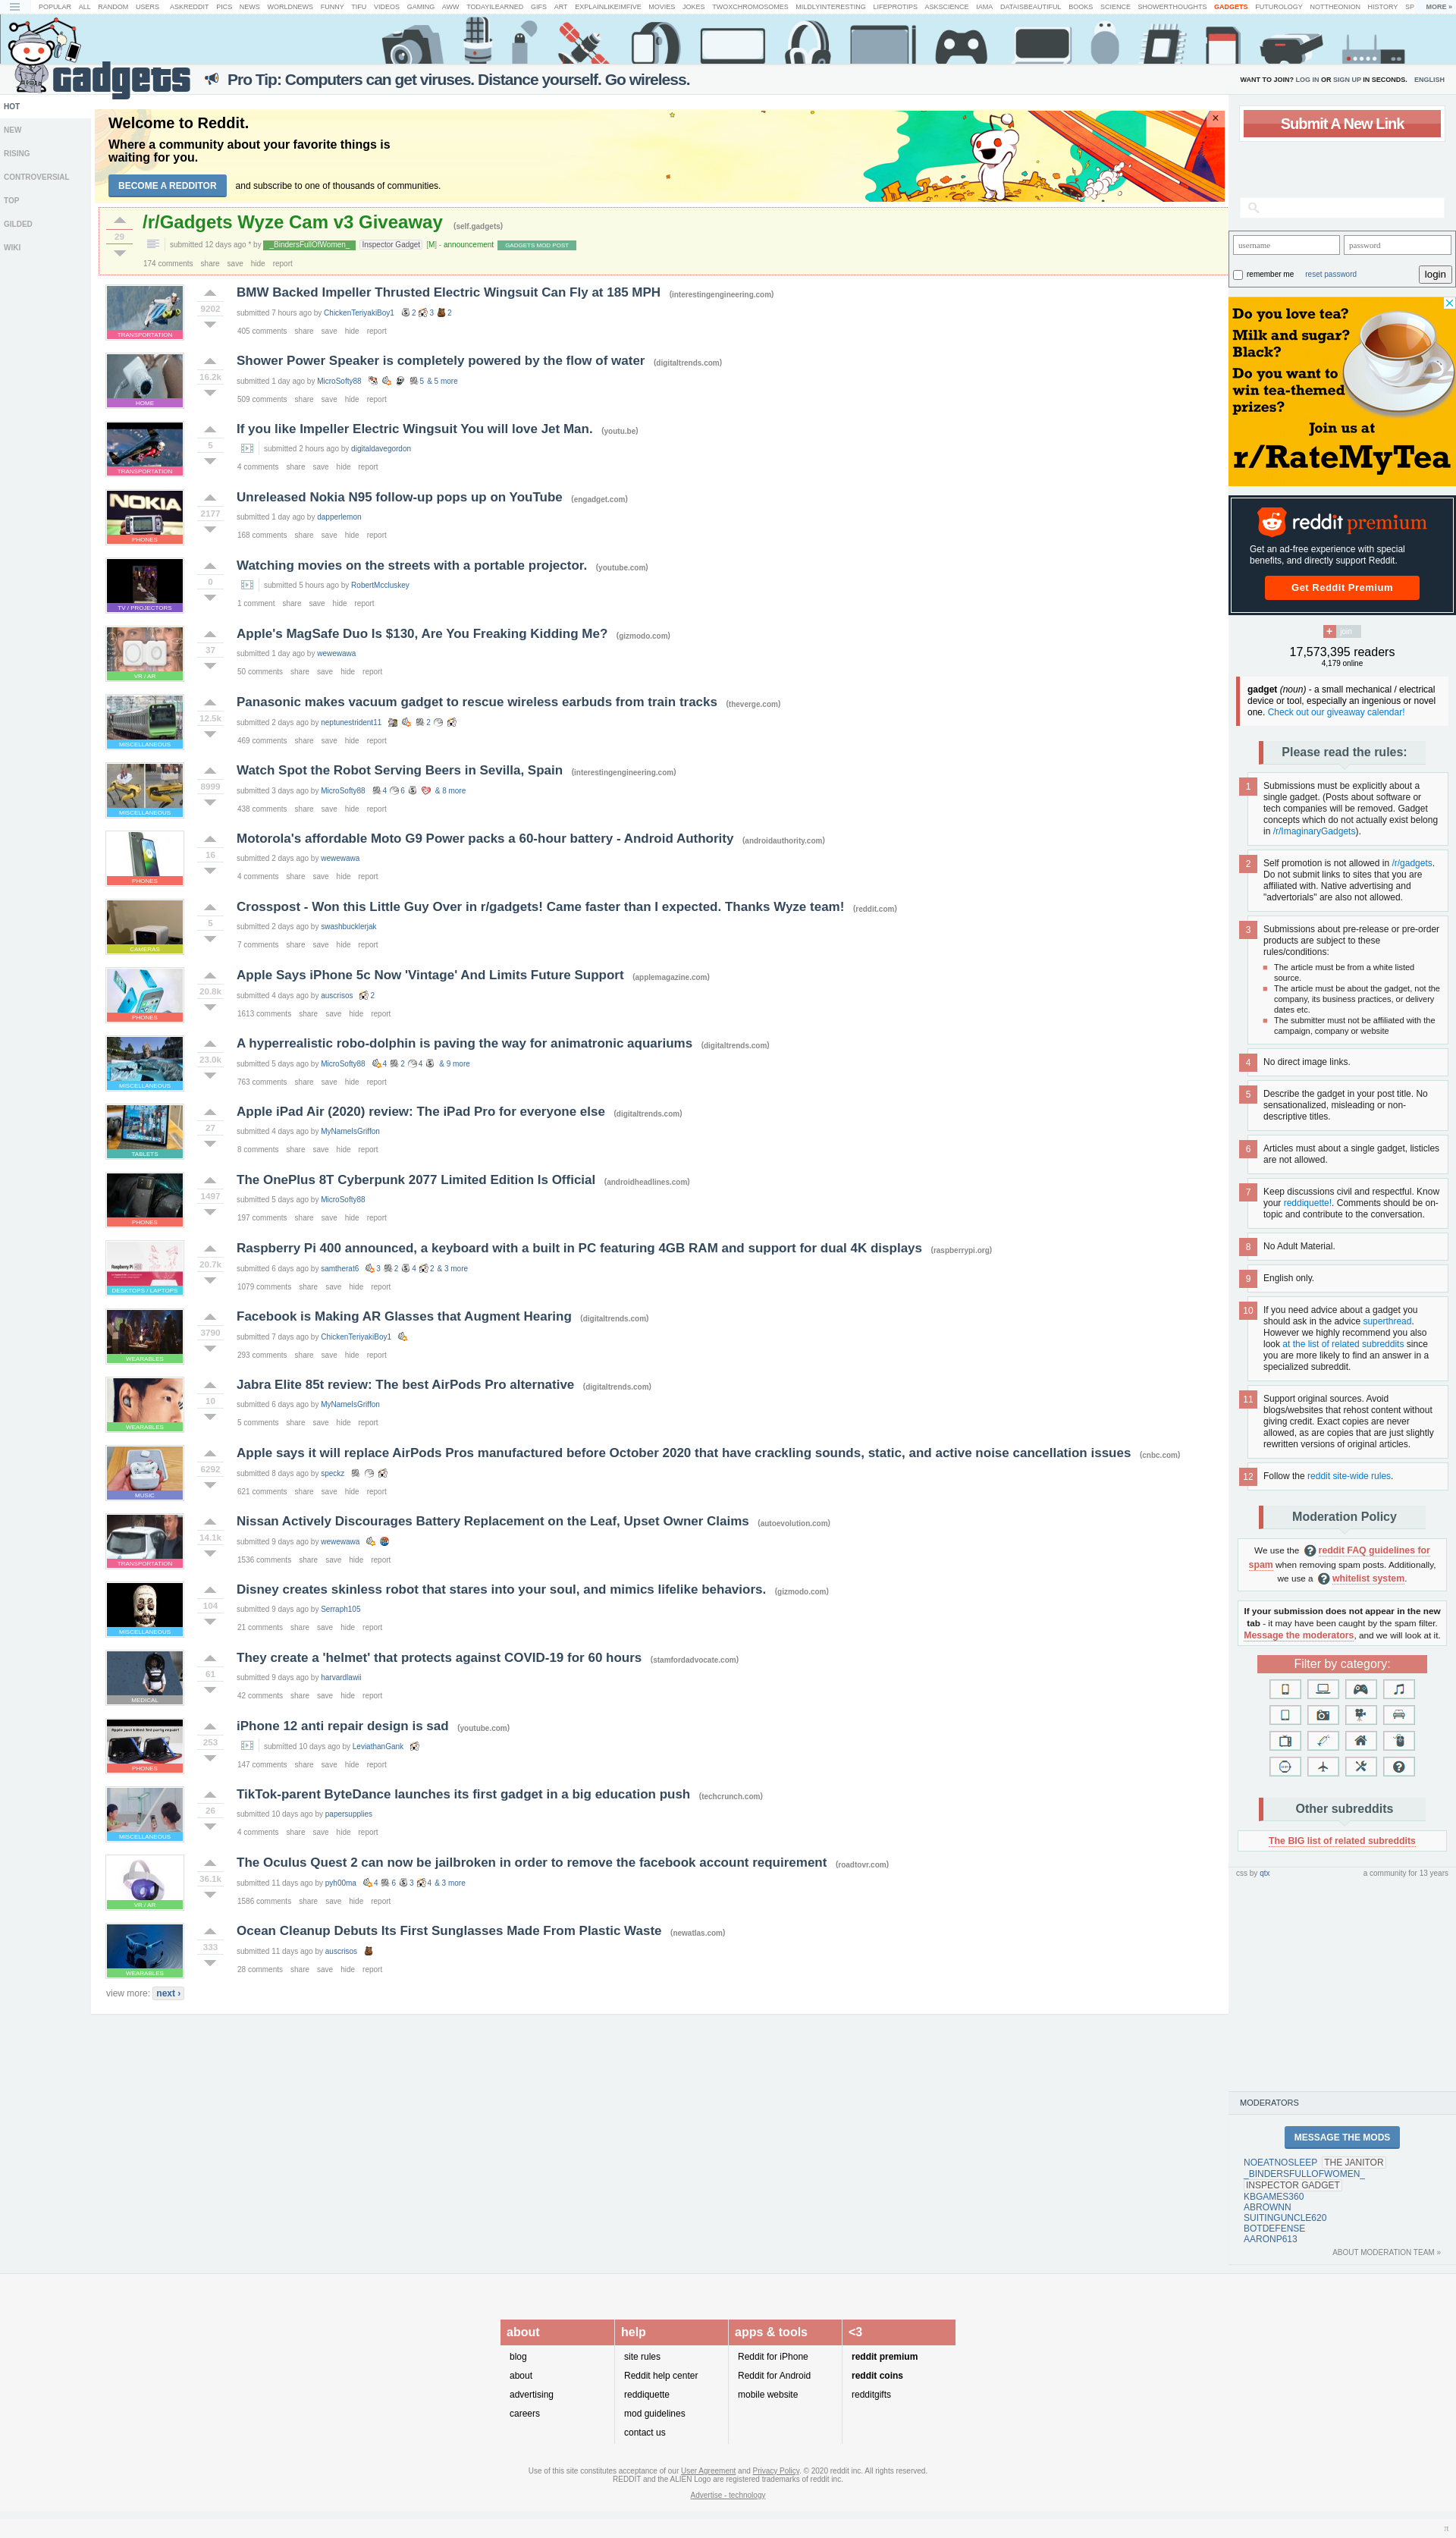 POPULAR ALL RANDOM USERS ASKREDDIT PICS NEWS WORLDNEWS FUNNY TIFU VIDEOS GAMING AWW TODAYILEARNED GIFS ART EXPLAINLIKEIMFIVE MOVIES JOKES TWOXCHROMOSOMES MILDLYINTERESTING LIFEPROTIPS ASKSCIENCE IAMA DATAISBEAUTIFUL BOOKS SCIENCE SHOWERTHOUGHTS GADGETS FUTUROLOGY NOTTHEONION HISTORY SP MORE »
Gadgets
Pro Tip: Computers can get viruses. Distance yourself. Go wireless.
WANT TO JOIN? LOG IN OR SIGN UP IN SECONDS. ENGLISH
HOT
NEW
RISING
CONTROVERSIAL
TOP
GILDED
WIKI
Welcome to Reddit.
Where a community about your favorite things is
waiting for you.
BECOME A REDDITOR and subscribe to one of thousands of communities.
×
/r/Gadgets Wyze Cam v3 Giveaway (self.gadgets)
29
submitted 12 days ago * by _BindersFullOfWomen_ Inspector Gadget [M] - announcement GADGETS MOD POST
174 comments share save hide report
TRANSPORTATION
9202
BMW Backed Impeller Thrusted Electric Wingsuit Can Fly at 185 MPH (interestingengineering.com)
submitted 7 hours ago by ChickenTeriyakiBoy1 2 3 2
405 comments share save hide report
HOME
16.2k
Shower Power Speaker is completely powered by the flow of water (digitaltrends.com)
submitted 1 day ago by MicroSofty88 5 & 5 more
509 comments share save hide report
TRANSPORTATION
5
If you like Impeller Electric Wingsuit You will love Jet Man. (youtu.be)
submitted 2 hours ago by digitaldavegordon
4 comments share save hide report
NOKIA
PHONES
2177
Unreleased Nokia N95 follow-up pops up on YouTube (engadget.com)
submitted 1 day ago by dapperlemon
168 comments share save hide report
TV / PROJECTORS
0
Watching movies on the streets with a portable projector. (youtube.com)
submitted 5 hours ago by RobertMccluskey
1 comment share save hide report
VR / AR
37
Apple's MagSafe Duo Is $130, Are You Freaking Kidding Me? (gizmodo.com)
submitted 1 day ago by wewewawa
50 comments share save hide report
MISCELLANEOUS
12.5k
Panasonic makes vacuum gadget to rescue wireless earbuds from train tracks (theverge.com)
submitted 2 days ago by neptunestrident11 2
469 comments share save hide report
MISCELLANEOUS
8999
Watch Spot the Robot Serving Beers in Sevilla, Spain (interestingengineering.com)
submitted 3 days ago by MicroSofty88 4 6 & 8 more
438 comments share save hide report
PHONES
16
Motorola's affordable Moto G9 Power packs a 60-hour battery - Android Authority (androidauthority.com)
submitted 2 days ago by wewewawa
4 comments share save hide report
CAMERAS
5
Crosspost - Won this Little Guy Over in r/gadgets! Came faster than I expected. Thanks Wyze team! (reddit.com)
submitted 2 days ago by swashbucklerjak
7 comments share save hide report
PHONES
20.8k
Apple Says iPhone 5c Now 'Vintage' And Limits Future Support (applemagazine.com)
submitted 4 days ago by auscrisos 2
1613 comments share save hide report
MISCELLANEOUS
23.0k
A hyperrealistic robo-dolphin is paving the way for animatronic aquariums (digitaltrends.com)
submitted 5 days ago by MicroSofty88 4 2 4 & 9 more
763 comments share save hide report
TABLETS
27
Apple iPad Air (2020) review: The iPad Pro for everyone else (digitaltrends.com)
submitted 4 days ago by MyNameIsGriffon
8 comments share save hide report
PHONES
1497
The OnePlus 8T Cyberpunk 2077 Limited Edition Is Official (androidheadlines.com)
submitted 5 days ago by MicroSofty88
197 comments share save hide report
DESKTOPS / LAPTOPS
20.7k
Raspberry Pi 400 announced, a keyboard with a built in PC featuring 4GB RAM and support for dual 4K displays (raspberrypi.org)
submitted 6 days ago by samtherat6 3 2 4 2 & 3 more
1079 comments share save hide report
WEARABLES
3790
Facebook is Making AR Glasses that Augment Hearing (digitaltrends.com)
submitted 7 days ago by ChickenTeriyakiBoy1
293 comments share save hide report
WEARABLES
10
Jabra Elite 85t review: The best AirPods Pro alternative (digitaltrends.com)
submitted 6 days ago by MyNameIsGriffon
5 comments share save hide report
MUSIC
6292
Apple says it will replace AirPods Pros manufactured before October 2020 that have crackling sounds, static, and active noise cancellation issues (cnbc.com)
submitted 8 days ago by speckz
621 comments share save hide report
TRANSPORTATION
14.1k
Nissan Actively Discourages Battery Replacement on the Leaf, Upset Owner Claims (autoevolution.com)
submitted 9 days ago by wewewawa
1536 comments share save hide report
MISCELLANEOUS
104
Disney creates skinless robot that stares into your soul, and mimics lifelike behaviors. (gizmodo.com)
submitted 9 days ago by Serraph105
21 comments share save hide report
MEDICAL
61
They create a 'helmet' that protects against COVID-19 for 60 hours (stamfordadvocate.com)
submitted 9 days ago by harvardlawii
42 comments share save hide report
Apple just killed 3rd party repair!
PHONES
253
iPhone 12 anti repair design is sad (youtube.com)
submitted 10 days ago by LeviathanGank
147 comments share save hide report
MISCELLANEOUS
26
TikTok-parent ByteDance launches its first gadget in a big education push (techcrunch.com)
submitted 10 days ago by papersupplies
4 comments share save hide report
VR / AR
36.1k
The Oculus Quest 2 can now be jailbroken in order to remove the facebook account requirement (roadtovr.com)
submitted 11 days ago by pyh00ma 4 6 3 4 & 3 more
1586 comments share save hide report
WEARABLES
333
Ocean Cleanup Debuts Its First Sunglasses Made From Plastic Waste (newatlas.com)
submitted 11 days ago by auscrisos
28 comments share save hide report
view more: next ›
Submit A New Link
username password
remember me reset password login
Do you love tea?
Milk and sugar?
Black?
Do you want to
win tea-themed
prizes?
Join us at
r/RateMyTea
reddit premium
Get an ad-free experience with special
benefits, and directly support Reddit.
Get Reddit Premium
+ join
17,573,395 readers
4,179 online
gadget (noun) - a small mechanical / electrical
device or tool, especially an ingenious or novel
one. Check out our giveaway calendar!
Please read the rules:
1 Submissions must be explicitly about a
single gadget. (Posts about software or
tech companies will be removed. Gadget
concepts which do not actually exist belong
in /r/ImaginaryGadgets).
2 Self promotion is not allowed in /r/gadgets.
Do not submit links to sites that you are
affiliated with. Native advertising and
"advertorials" are also not allowed.
3 Submissions about pre-release or pre-order
products are subject to these
rules/conditions:
The article must be from a white listed
source.
The article must be about the gadget, not the
company, its business practices, or delivery
dates etc.
The submitter must not be affiliated with the
campaign, company or website
4 No direct image links.
5 Describe the gadget in your post title. No
sensationalized, misleading or non-
descriptive titles.
6 Articles must about a single gadget, listicles
are not allowed.
7 Keep discussions civil and respectful. Know
your reddiquette!. Comments should be on-
topic and contribute to the conversation.
8 No Adult Material.
9 English only.
10 If you need advice about a gadget you
should ask in the advice superthread.
However we highly recommend you also
look at the list of related subreddits since
you are more likely to find an answer in a
specialized subreddit.
11 Support original sources. Avoid
blogs/websites that rehost content without
giving credit. Exact copies are never
allowed, as are copies that are just slightly
rewritten versions of original articles.
12 Follow the reddit site-wide rules.
Moderation Policy
We use the reddit FAQ guidelines for
spam when removing spam posts. Additionally,
we use a whitelist system.
If your submission does not appear in the new
tab - it may have been caught by the spam filter.
Message the moderators, and we will look at it.
Filter by category:
Other subreddits
The BIG list of related subreddits
css by qtx a community for 13 years
MODERATORS
MESSAGE THE MODS
NOEATNOSLEEP THE JANITOR
_BINDERSFULLOFWOMEN_
INSPECTOR GADGET
KBGAMES360
ABROWNN
SUITINGUNCLE620
BOTDEFENSE
AARONP613
ABOUT MODERATION TEAM »
about
blog
about
advertising
careers
help
site rules
Reddit help center
reddiquette
mod guidelines
contact us
apps & tools
Reddit for iPhone
Reddit for Android
mobile website
<3
reddit premium
reddit coins
redditgifts
Use of this site constitutes acceptance of our User Agreement and Privacy Policy. © 2020 reddit inc. All rights reserved.
REDDIT and the ALIEN Logo are registered trademarks of reddit inc.
Advertise - technology
π